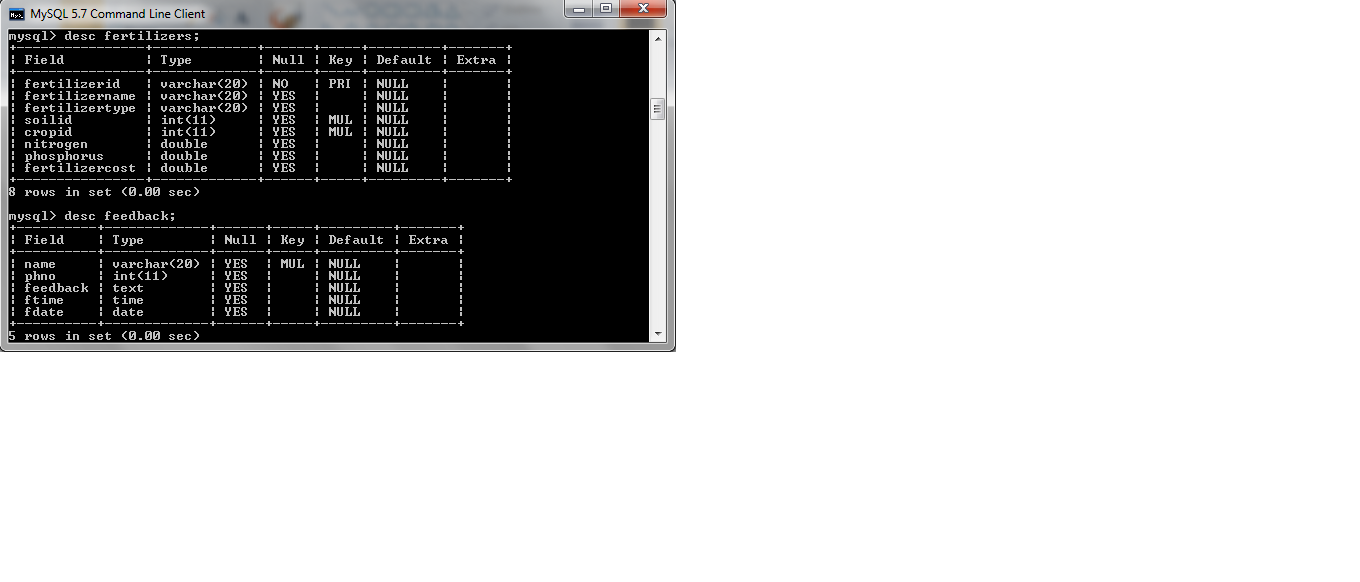 MySQL 5.7 Command Line Client
mysql> desc fertilizers;
+----------------+-------------+------+-----+---------+-------+
| Field          | Type        | Null | Key | Default | Extra |
+----------------+-------------+------+-----+---------+-------+
| fertilizerid   | varchar(20) | NO   | PRI | NULL    |       |
| fertilizername | varchar(20) | YES  |     | NULL    |       |
| fertilizertype | varchar(20) | YES  |     | NULL    |       |
| soilid         | int(11)     | YES  | MUL | NULL    |       |
| cropid         | int(11)     | YES  | MUL | NULL    |       |
| nitrogen       | double      | YES  |     | NULL    |       |
| phosphorus     | double      | YES  |     | NULL    |       |
| fertilizercost | double      | YES  |     | NULL    |       |
+----------------+-------------+------+-----+---------+-------+
8 rows in set (0.00 sec)
mysql> desc feedback;
+----------+-------------+------+-----+---------+-------+
| Field    | Type        | Null | Key | Default | Extra |
+----------+-------------+------+-----+---------+-------+
| name     | varchar(20) | YES  | MUL | NULL    |       |
| phno     | int(11)     | YES  |     | NULL    |       |
| feedback | text        | YES  |     | NULL    |       |
| ftime    | time        | YES  |     | NULL    |       |
| fdate    | date        | YES  |     | NULL    |       |
+----------+-------------+------+-----+---------+-------+
5 rows in set (0.00 sec)